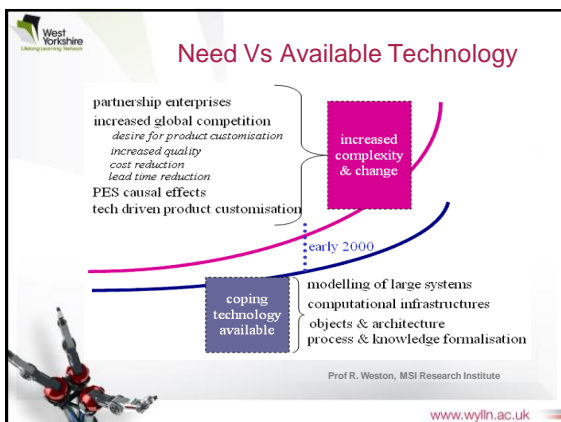 West
Yorkshire
Lifelong Learning Network
Need Vs Available Technology
partnership enterprises
increased global competition
desire for product customisation
increased quality
cost reduction
lead time reduction
PES causal effects
tech driven product customisation
increased
complexity
& change
early 2000
coping
technology
available
modelling of large systems
computational infrastructures
objects & architecture
process & knowledge formalisation
Prof R. Weston, MSI Research Institute
www.wylln.ac.uk